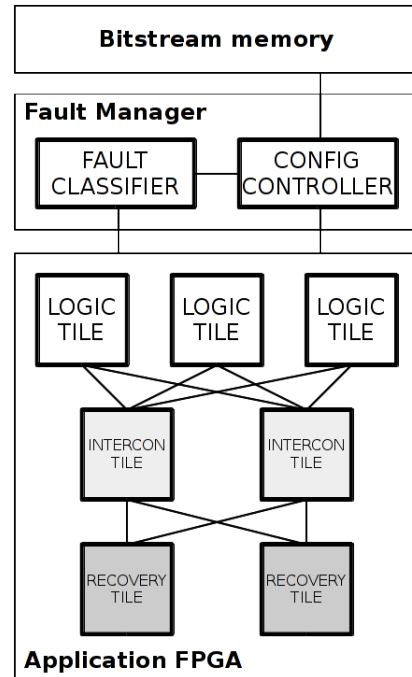 Bitstream memory
Fault Manager
FAULT
CLASSIFIER
CONFIG
CONTROLLER
LOGIC
TILE
LOGIC
TILE
LOGIC
TILE
INTERCON
TILE
INTERCON
TILE
RECOVERY
TILE
RECOVERY
TILE
Application FPGA